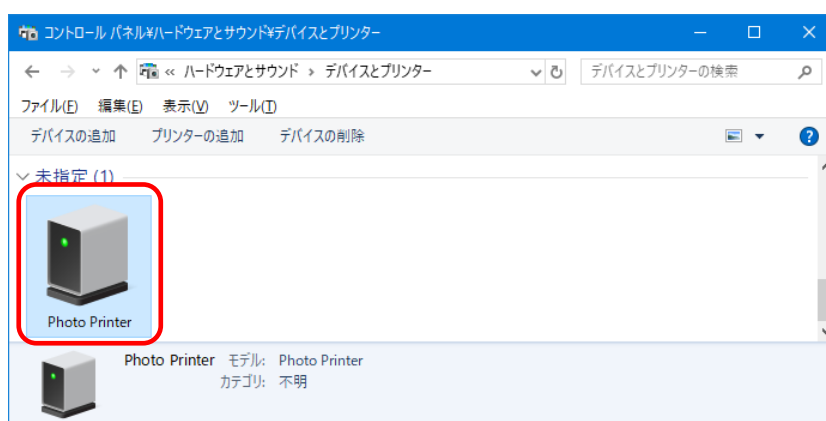 コントロール パネル¥ハードウェアとサウンド¥デバイスとプリンター
« ハードウェアとサウンド › デバイスとプリンター デバイスとプリンターの検索
ファイル(F) 編集(E) 表示(V) ツール(T)
デバイスの追加 プリンターの追加 デバイスの削除
未指定 (1)
Photo Printer
Photo Printer モデル: Photo Printer
カテゴリ: 不明